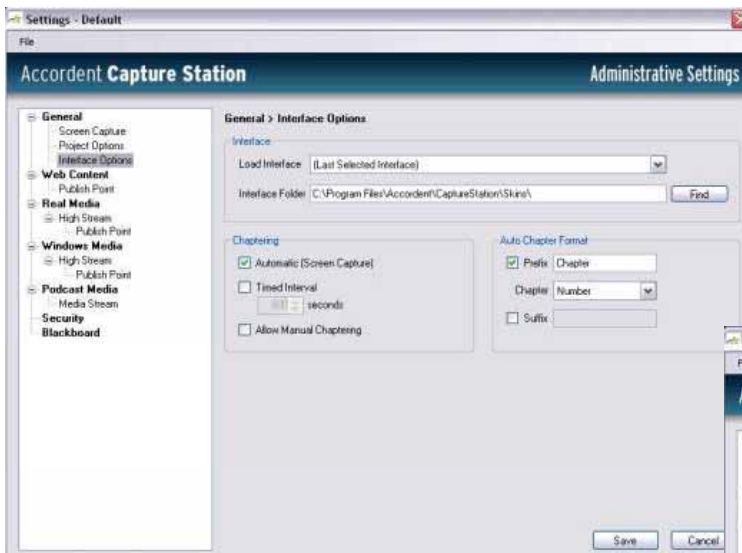 Settings - Default
File
Accordent Capture Station
Administrative Settings
General
Screen Capture
Project Options
Interface Options
Web Content
Publish Point
Real Media
High Stream
Publish Point
Windows Media
High Stream
Publish Point
Podcast Media
Media Stream
Security
Blackboard
General > Interface Options
Interface
Load Interface (Last Selected Interface)
Interface Folder C:\Program Files\Accordent\CaptureStation\Skins\ Find
Chaptering
Automatic (Screen Capture)
Timed Interval
seconds
Allow Manual Chaptering
Auto Chapter Format
Prefix Chapter
Chapter Number
Suffix
Save Cancel